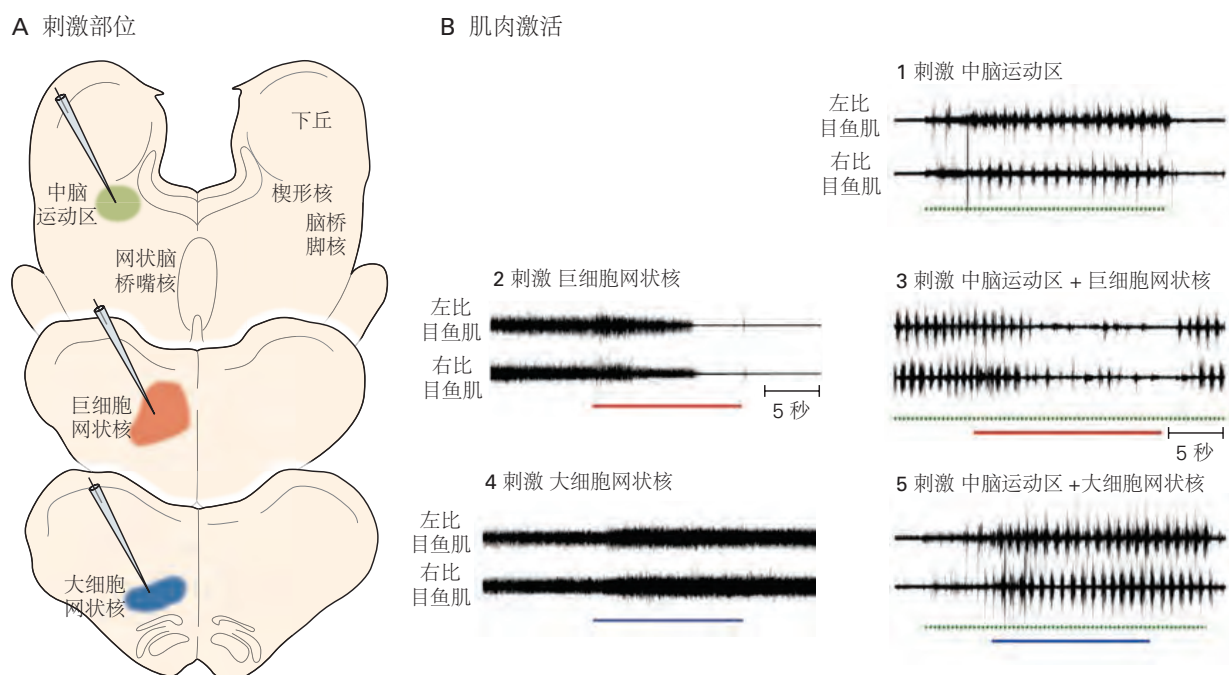 A 刺激部位
下丘
中脑
运动区
楔形核
脑桥
脚核
网状脑
桥嘴核
巨细胞
网状核
大细胞
网状核
B 肌肉激活
1 刺激 中脑运动区
左比
目鱼肌
右比
目鱼肌
2 刺激 巨细胞网状核
左比
目鱼肌
右比
目鱼肌
5 秒
3 刺激 中脑运动区 + 巨细胞网状核
5 秒
4 刺激 大细胞网状核
左比
目鱼肌
右比
目鱼肌
5 刺激 中脑运动区 +大细胞网状核